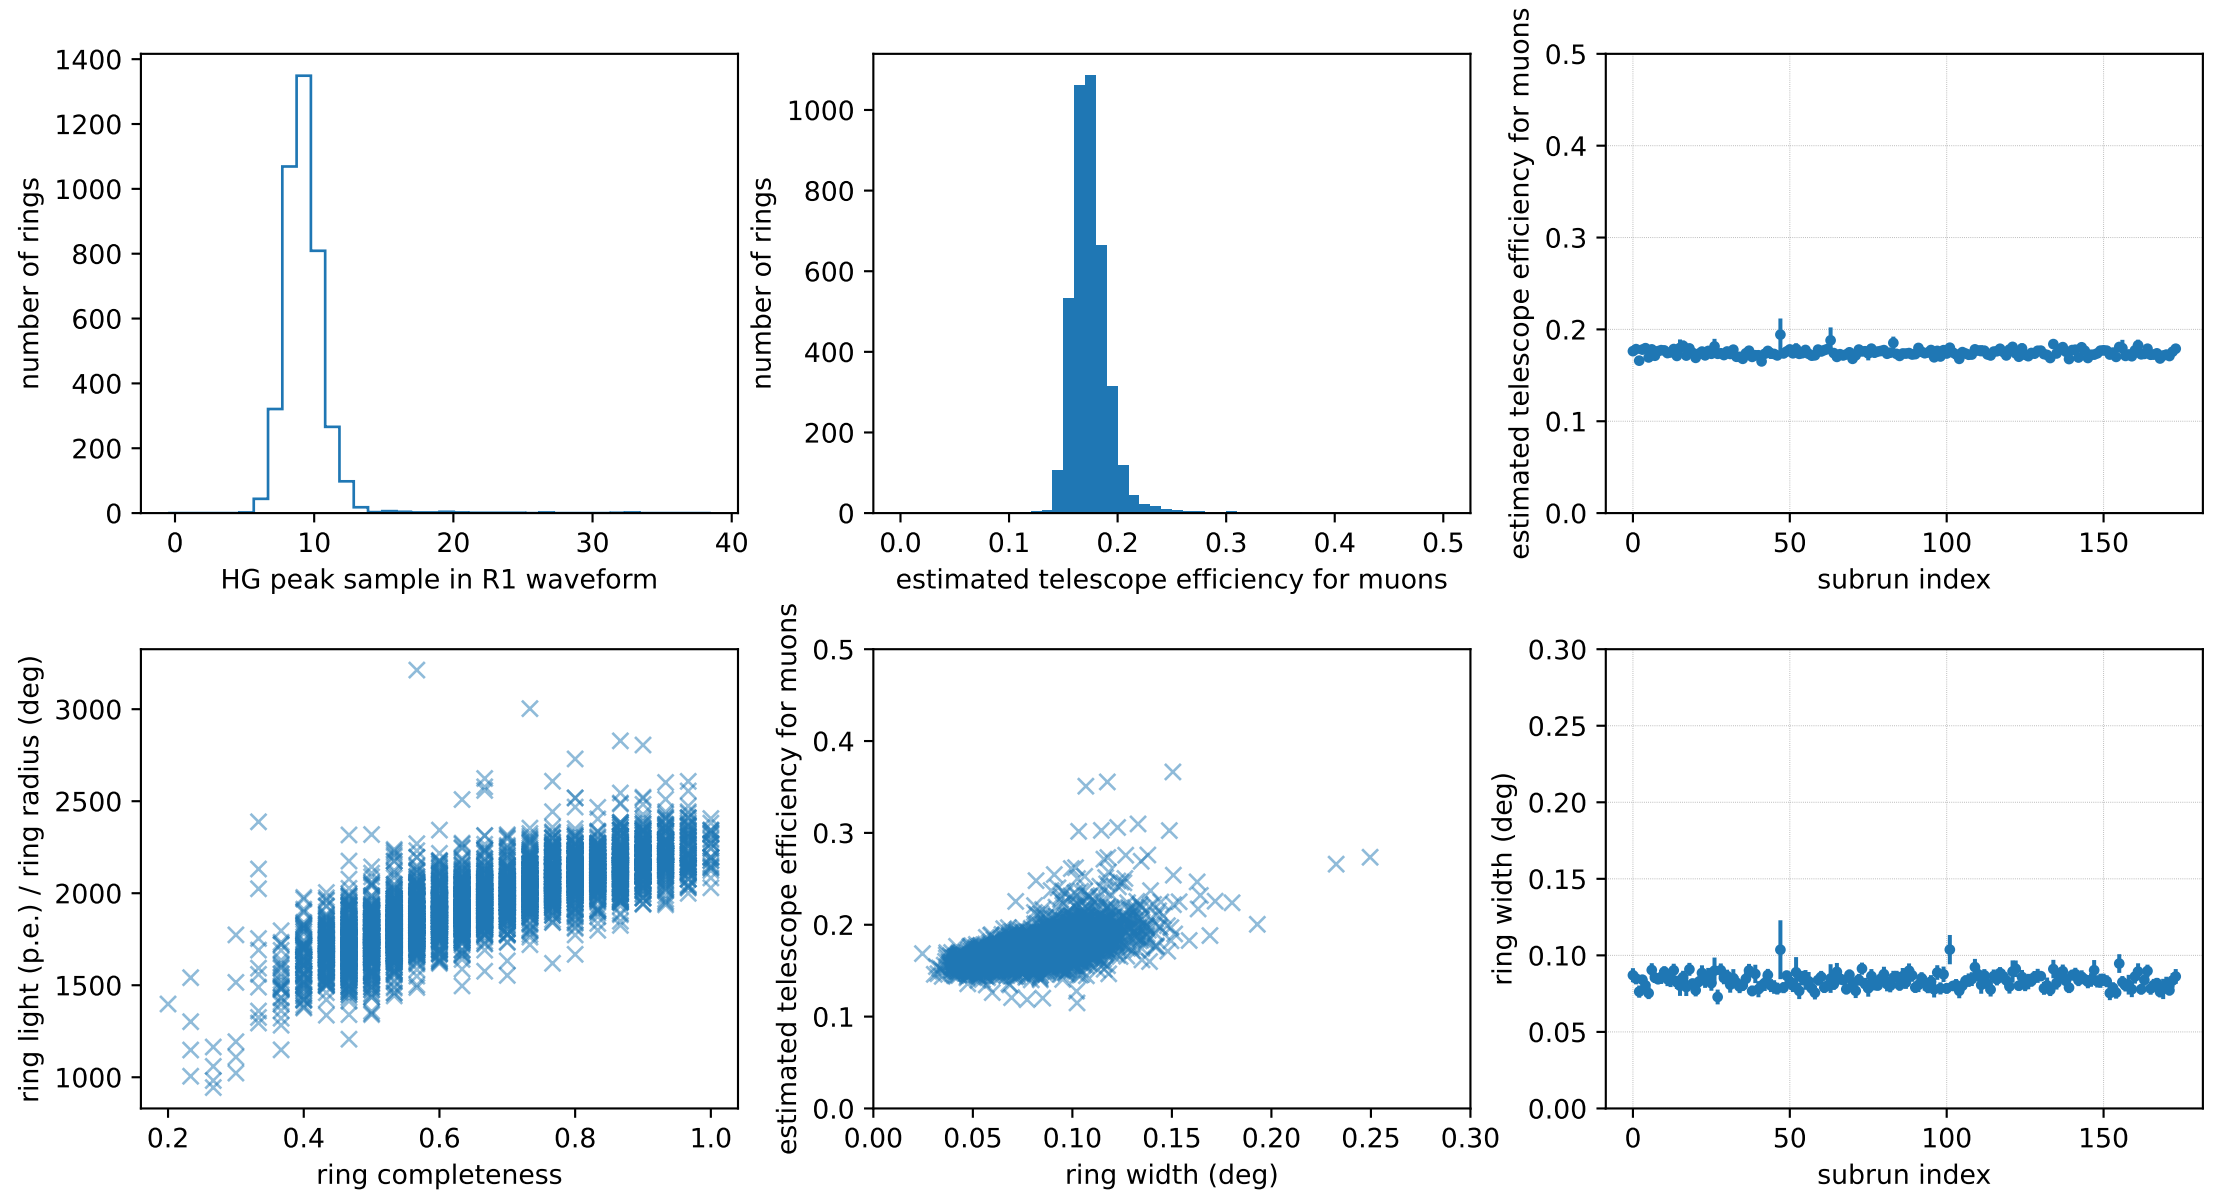 number of rings
1400
1200
1000
800
600
400
200
0
0 10 20 30 40
HG peak sample in R1 waveform
number of rings
1000
800
600
400
200
0
0.0 0.1 0.2 0.3 0.4 0.5
estimated telescope efficiency for muons
estimated telescope efficiency for muons
0.5
0.4
0.3
0.2
0.1
0.0
0 50 100 150
subrun index
ring light (p.e.) / ring radius (deg)
3000
2500
2000
1500
1000
0.2 0.4 0.6 0.8 1.0
ring completeness
estimated telescope efficiency for muons
0.5
0.4
0.3
0.2
0.1
0.0
0.00 0.05 0.10 0.15 0.20 0.25 0.30
ring width (deg)
ring width (deg)
0.30
0.25
0.20
0.15
0.10
0.05
0.00
0 50 100 150
subrun index